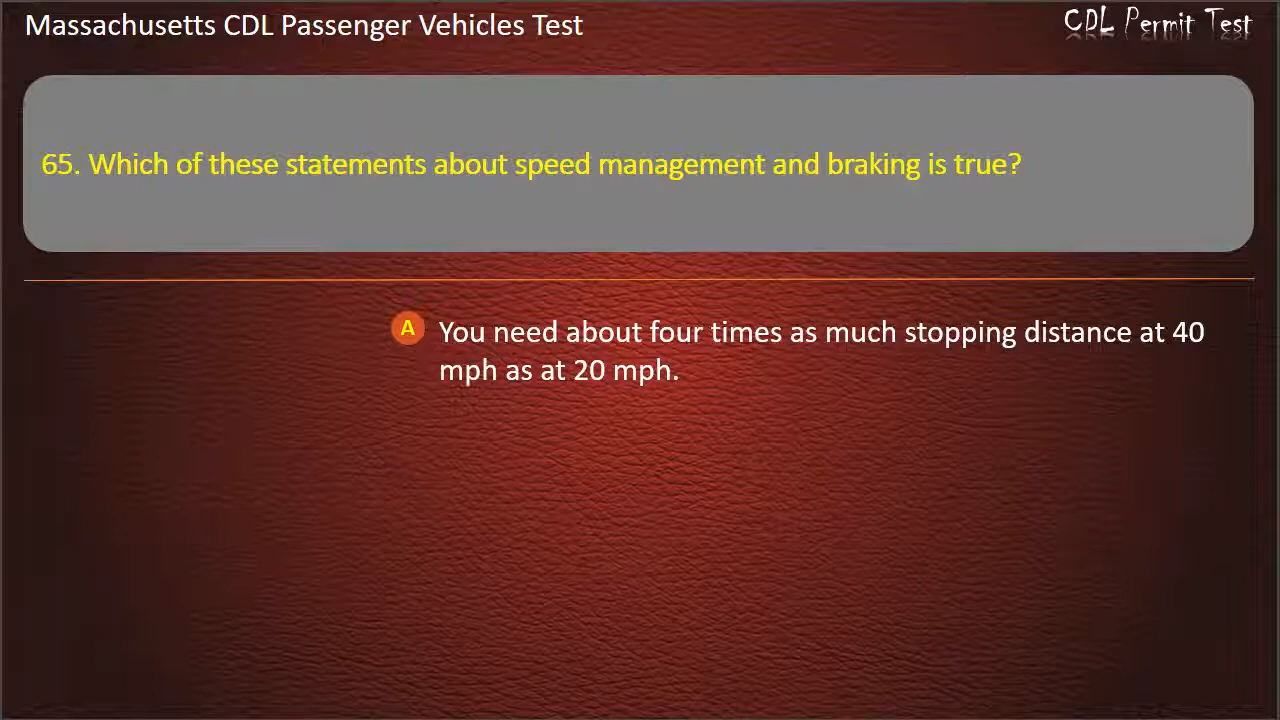 Massachusetts CDL Passenger Vehicles Test
CDL Permit Test
65. Which of these statements about speed management and braking is true?
A You need about four times as much stopping distance at 40
mph as at 20 mph.